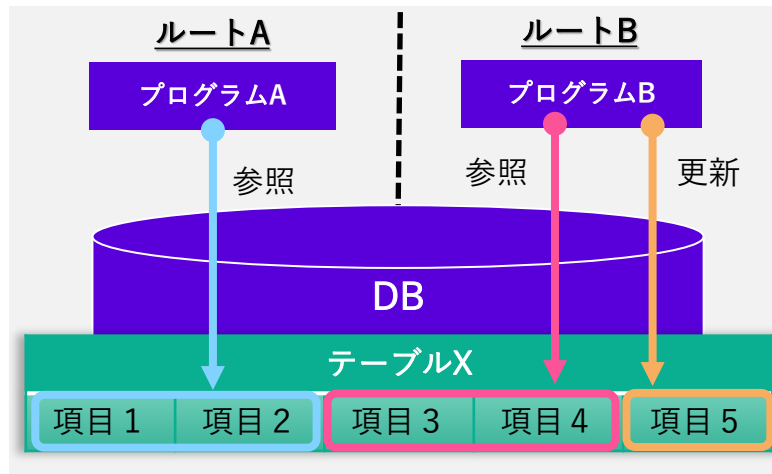 ルートA
ルートB
プログラムA
プログラムB
参照
参照
更新
DB
テーブルX
項目１
項目２
項目３
項目４
項目５